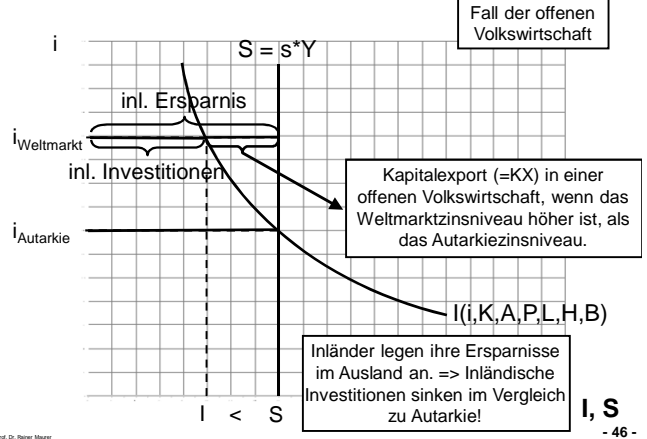 Fall der offenen
Volkswirtschaft
i
S = s*Y
inl. Ersparnis
iWeltmarkt
inl. Investitionen
Kapitalexport (=KX) in einer
offenen Volkswirtschaft, wenn das
Weltmarktzinsniveau höher ist, als
das Autarkiezinsniveau.
iAutarkie
I(i,K,A,P,L,H,B)
Inländer legen ihre Ersparnisse
im Ausland an. => Inländische
Investitionen sinken im Vergleich
zu Autarkie!
I < S
I, S
- 46 -
Prof. Dr. Rainer Maurer